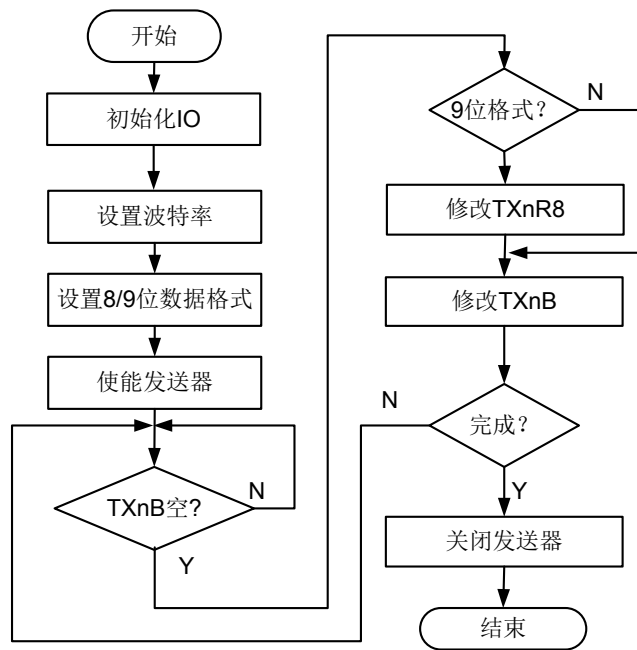 开始
初始化IO
设置波特率
设置8/9位数据格式
使能发送器
TXnB空?
N
Y
9位格式?
N
修改TXnR8
修改TXnB
完成?
N
Y
关闭发送器
结束